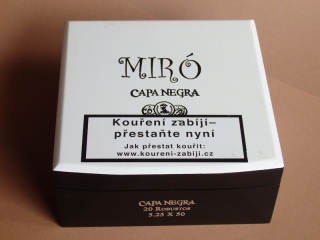 MIRÓ
CAPA NEGRA
Kouření zabíjí–
přestaňte nyní
Jak přestat kouřit:
www.koureni-zabiji.cz
CAPA NEGRA
20 ROBUSTOS
5.25 X 50